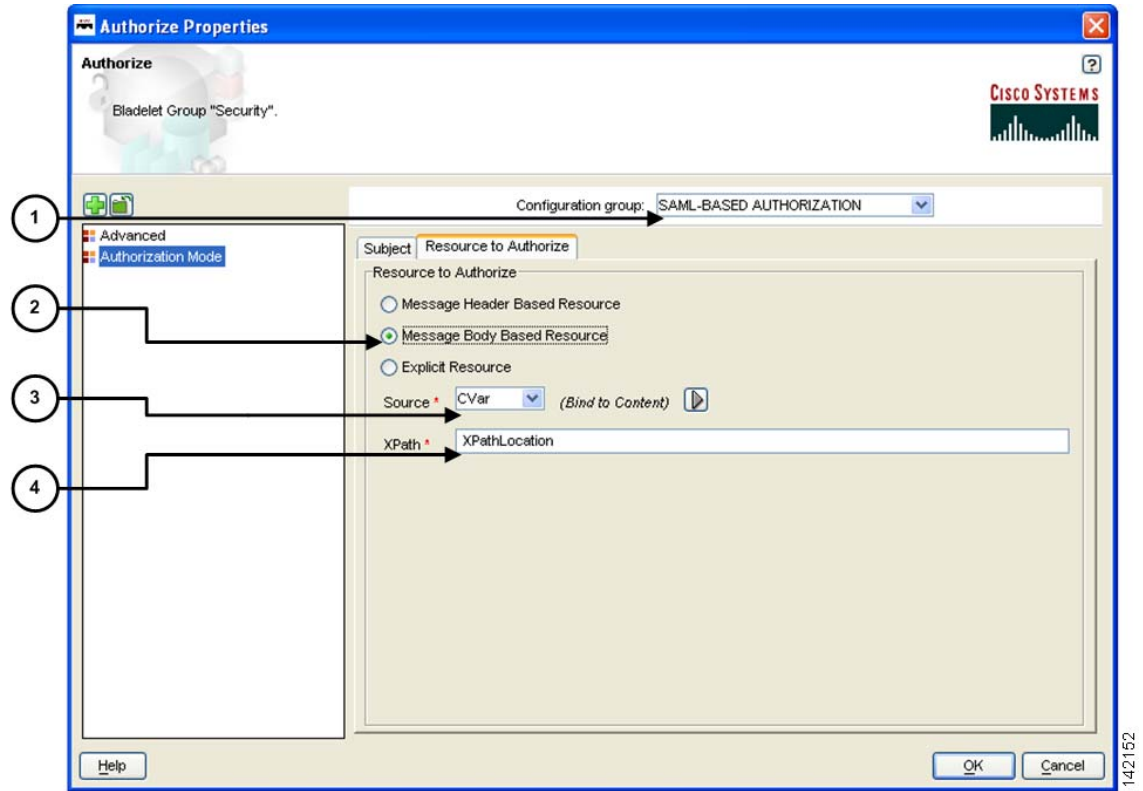 Authorize Properties
Authorize
?
Bladelet Group "Security".
CISCO SYSTEMS
1
Configuration group: SAML-BASED AUTHORIZATION
Advanced
Authorization Mode
Subject Resource to Authorize
Resource to Authorize
Message Header Based Resource
2
Message Body Based Resource
Explicit Resource
3
Source * CVar (Bind to Content)
XPath * XPathLocation
4
Help OK Cancel
142152